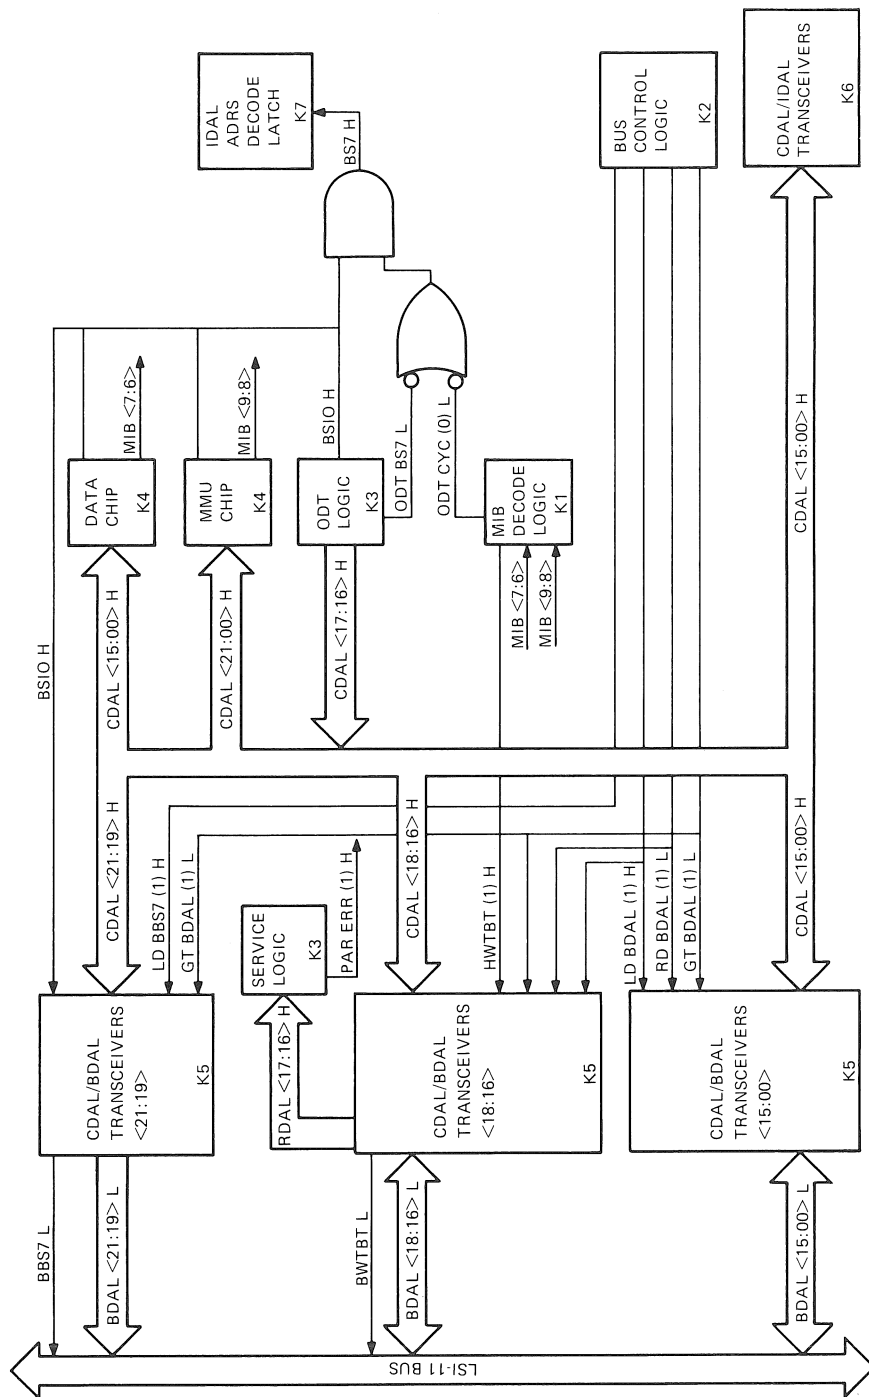 LSI-11 BUS
BBS7 L
BDAL <21:19> L
CDAL/BDAL
TRANSCEIVERS
<21:19>
K5
BSIO H
CDAL <21:19> H
LD BBS7 (1) H
GT BDAL (1) L
CDAL <15:00> H
DATA
CHIP
K4
MIB <7:6>
CDAL <21:00> H
MMU
CHIP
K4
MIB <9:8>
IDAL
ADRS
DECODE
LATCH
K7
BS7 H
RDAL <17:16> H
SERVICE
LOGIC
K3
PAR ERR (1) H
CDAL <17:16> H
ODT
LOGIC
K3
BSIO H
ODT BS7 L
ODT CYC (0) L
BWTBT L
BDAL <18:16> L
CDAL/BDAL
TRANSCEIVERS
<18:16>
K5
CDAL <18:16> H
HWTBT (1) H
MIB
DECODE
LOGIC
K1
MIB <7:6>
MIB <9:8>
BUS
CONTROL
LOGIC
K2
LD BDAL (1) H
RD BDAL (1) L
GT BDAL (1) L
BDAL <15:00> L
CDAL/BDAL
TRANSCEIVERS
<15:00>
K5
CDAL <15:00> H
CDAL <15:00> H
CDAL/IDAL
TRANSCEIVERS
K6